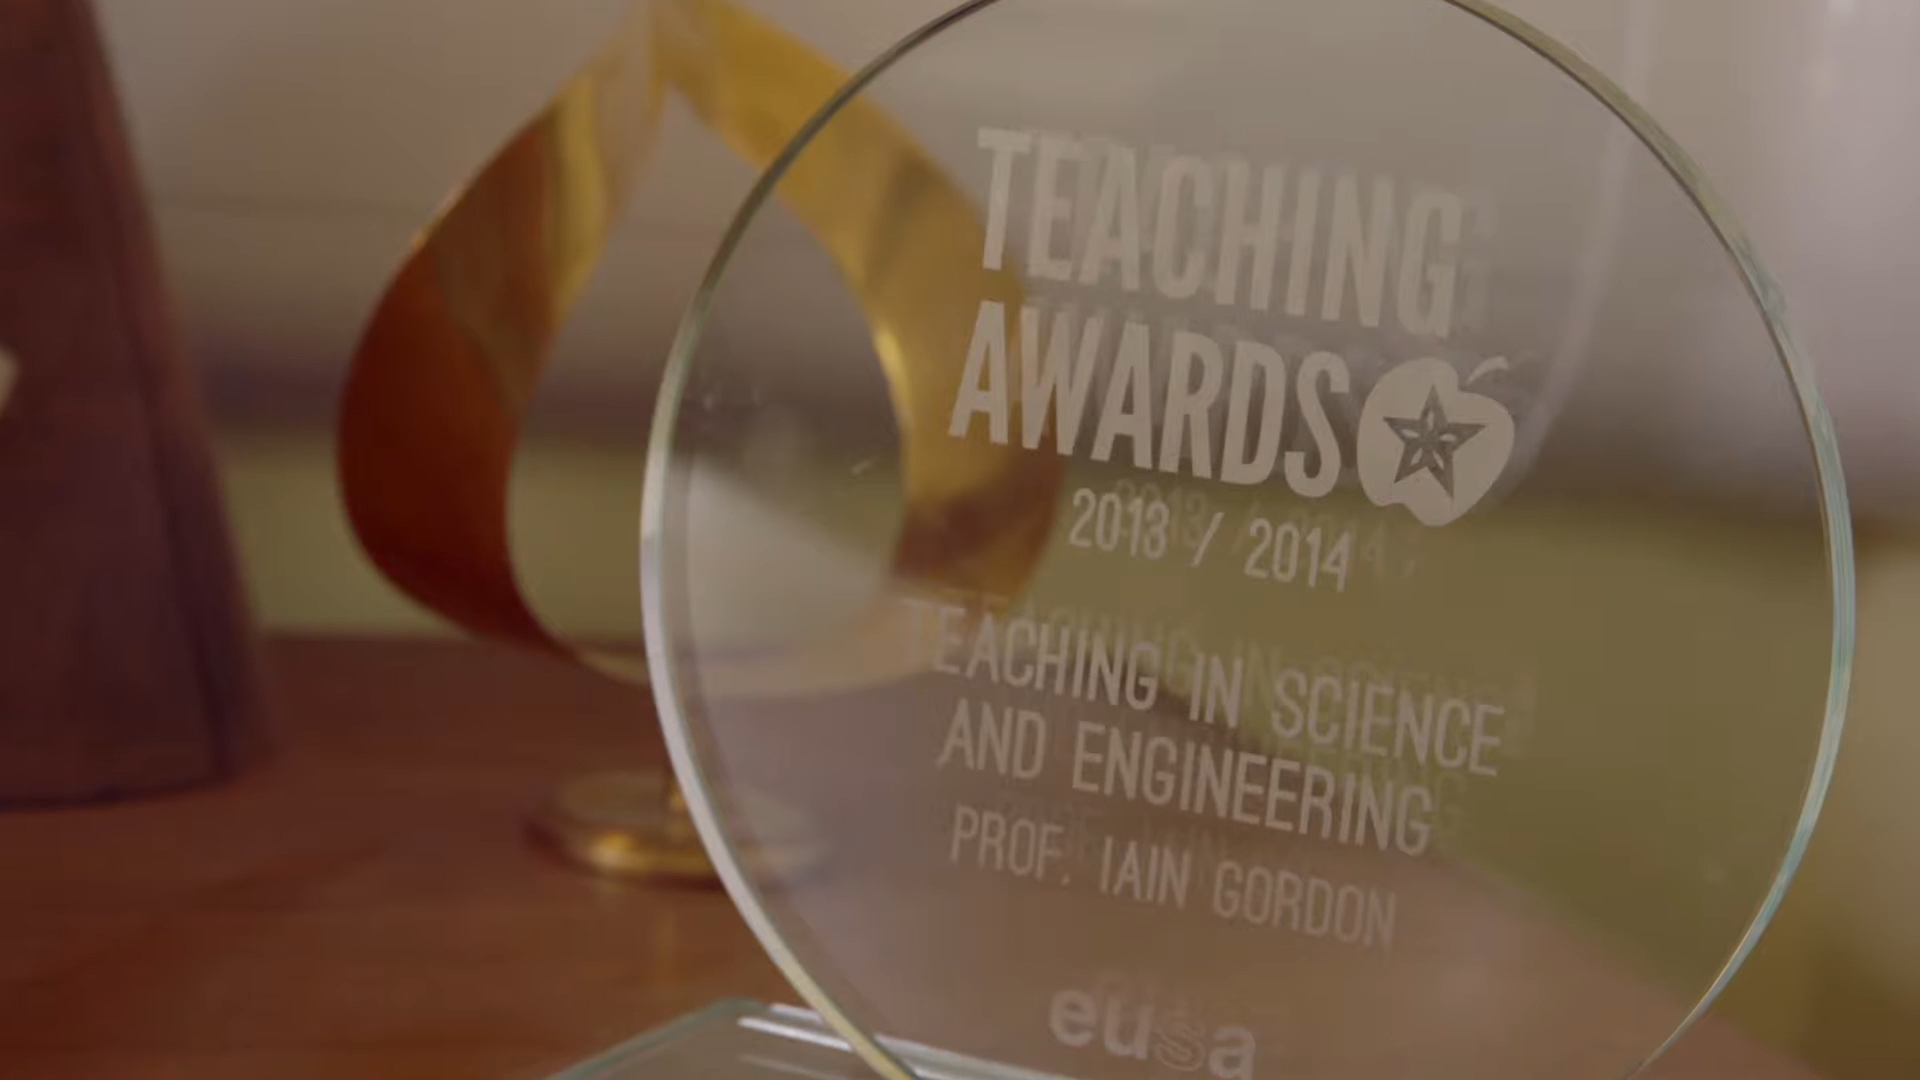 TEACHING
AWARDS
2013 / 2014
TEACHING IN SCIENCE
AND ENGINEERING
PROF. IAIN GORDON
eusa